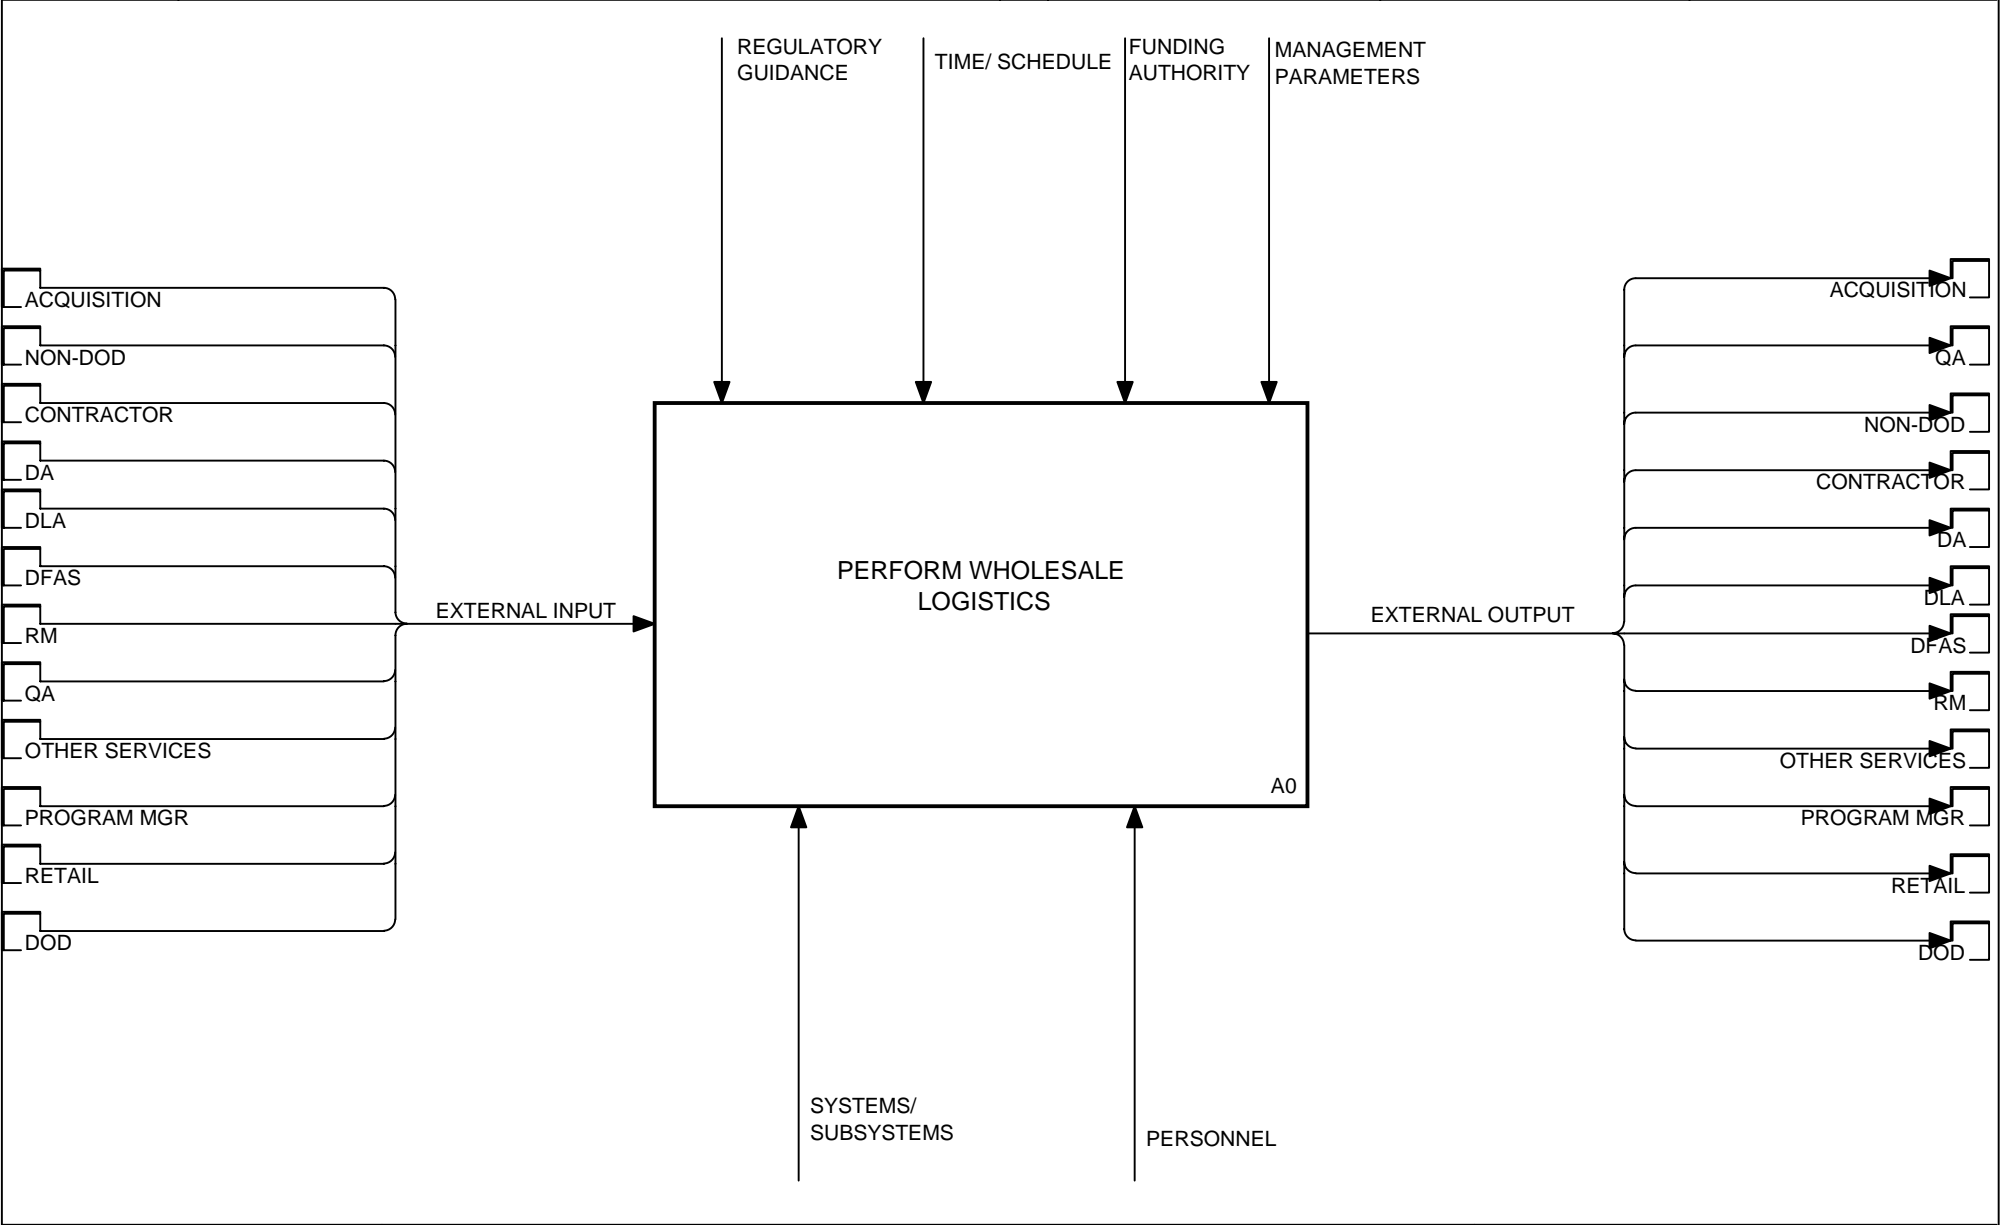 REGULATORY
GUIDANCE
TIME/ SCHEDULE
FUNDING
AUTHORITY
MANAGEMENT
PARAMETERS
ACQUISITION
NON-DOD
CONTRACTOR
DA
DLA
DFAS
RM
QA
OTHER SERVICES
PROGRAM MGR
RETAIL
DOD
EXTERNAL INPUT
PERFORM WHOLESALE
LOGISTICS
A0
EXTERNAL OUTPUT
ACQUISITION
QA
NON-DOD
CONTRACTOR
DA
DLA
DFAS
RM
OTHER SERVICES
PROGRAM MGR
RETAIL
DOD
SYSTEMS/
SUBSYSTEMS
PERSONNEL